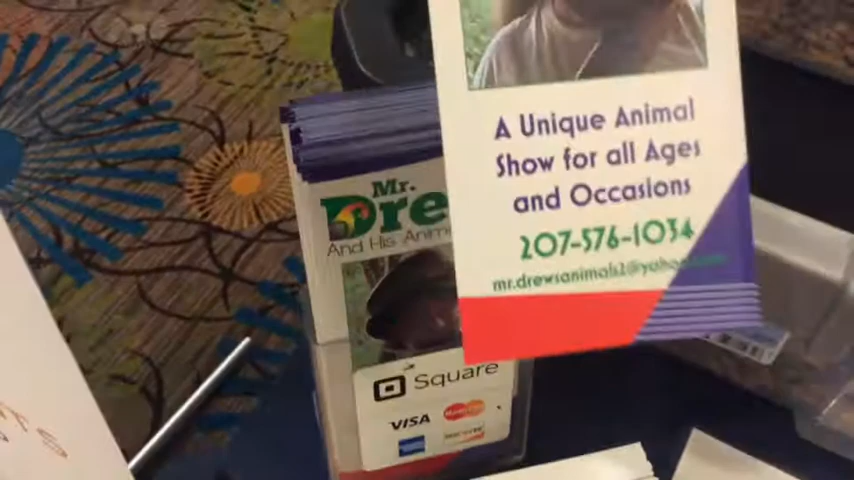 A Unique Animal
Show for all Ages
and Occasions
207-576-1034
Mr.
Dre
And His Anim
Square
VISA